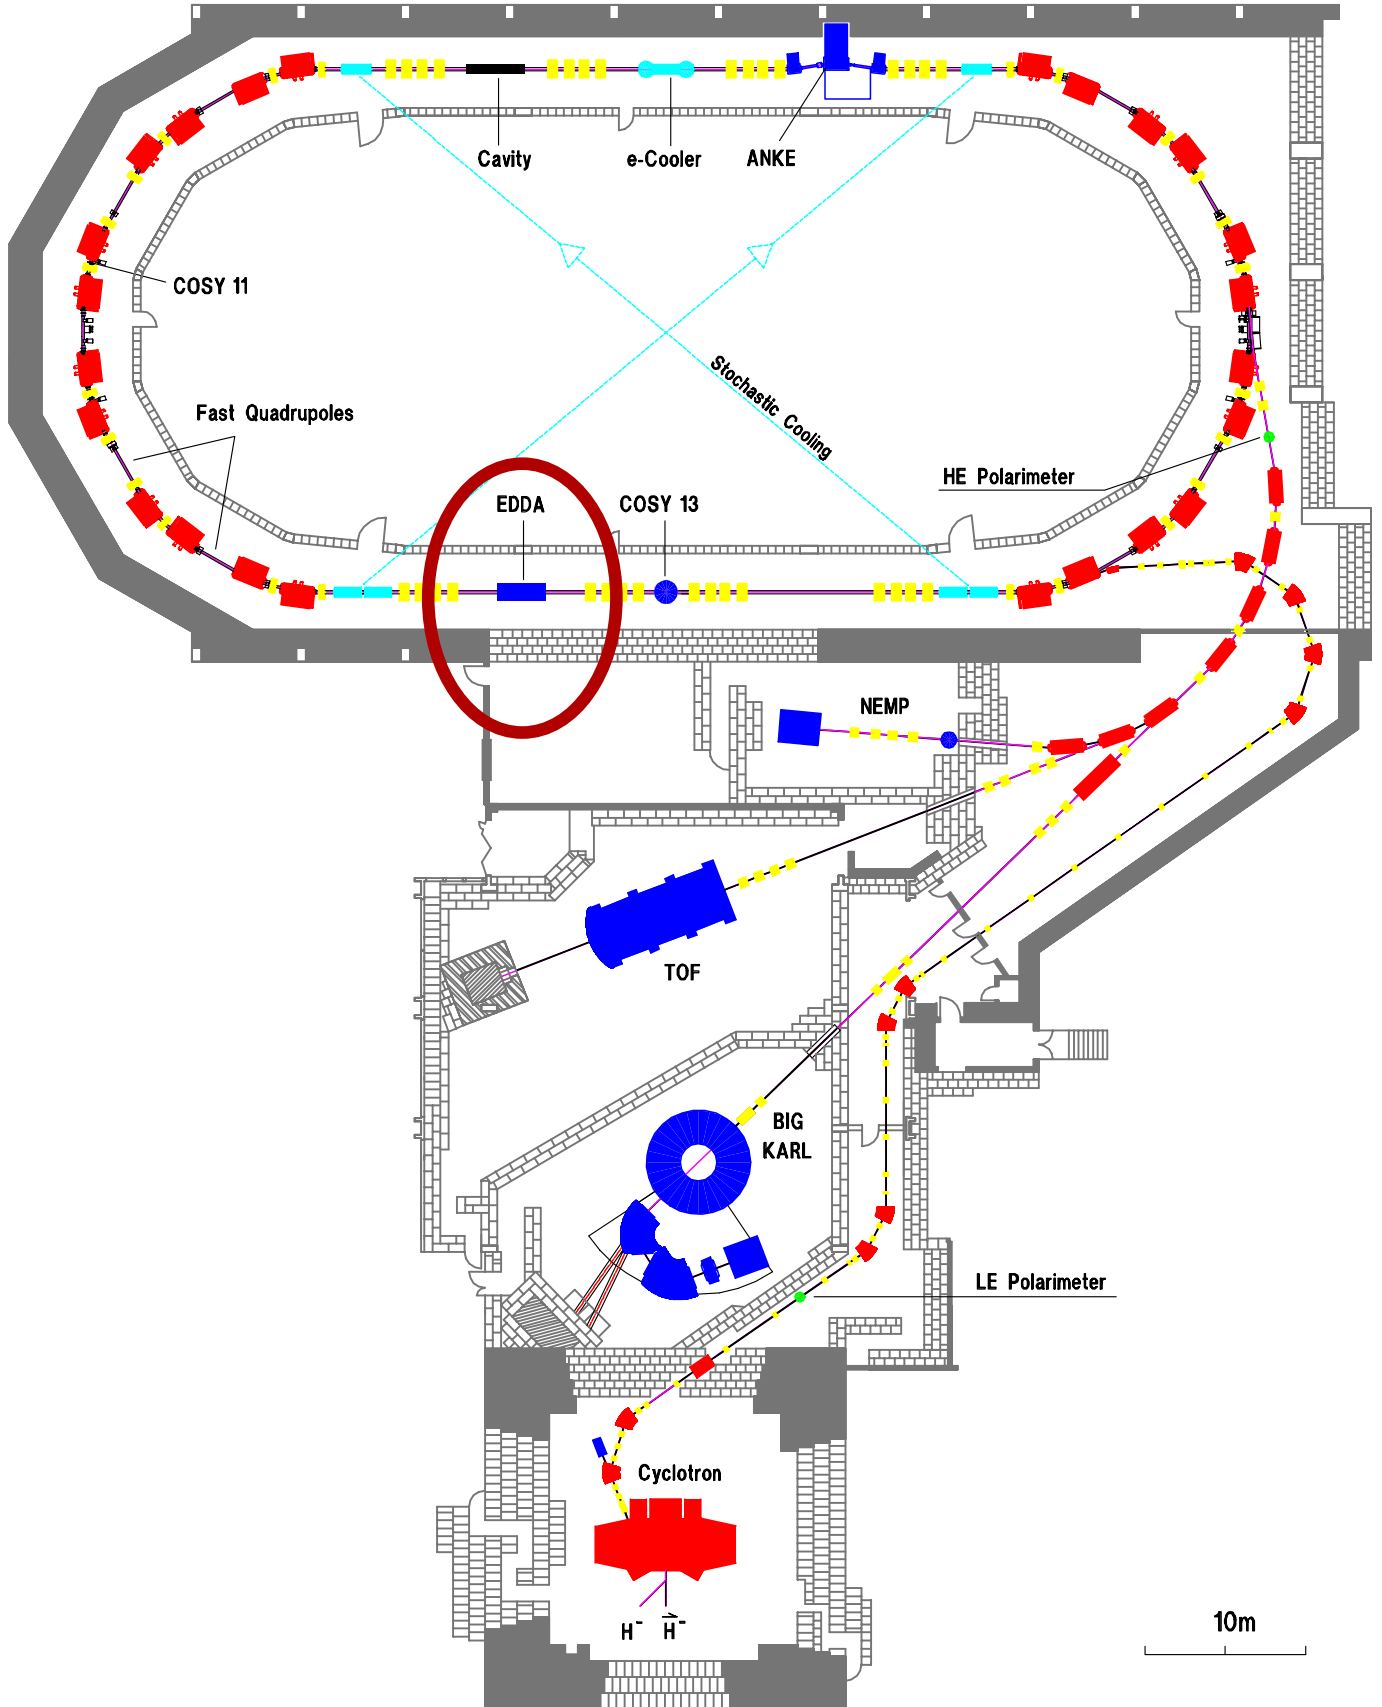 Cavity
e-Cooler
ANKE
COSY 11
Stochastic Cooling
Fast Quadrupoles
HE Polarimeter
EDDA
COSY 13
NEMP
TOF
BIG
KARL
LE Polarimeter
Cyclotron
H⁻
H⃗⁻
10m